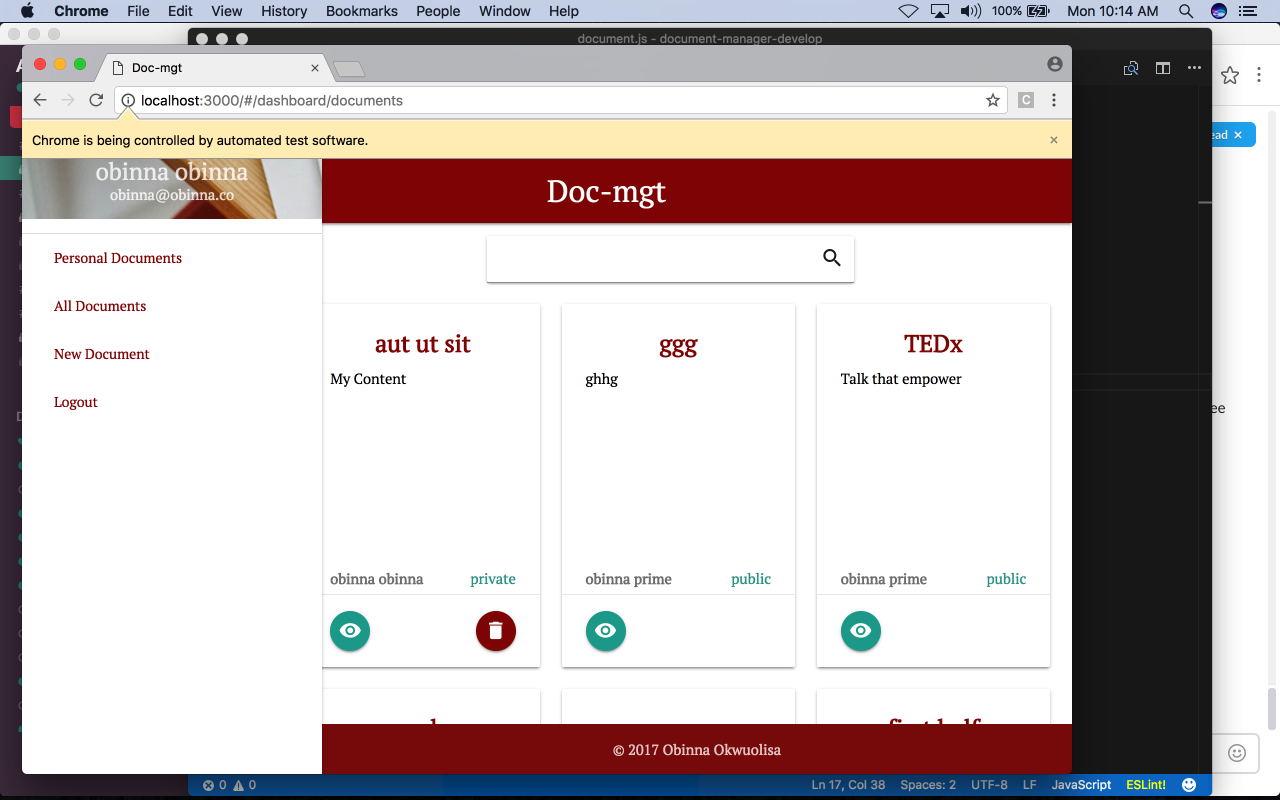 Chrome File Edit View History Bookmarks People Window Help 100% Mon 10:14 AM
document.js - document-manager-develop
Doc-mgt
localhost:3000/#/dashboard/documents
C
Chrome is being controlled by automated test software.
ead
obinna obinna
obinna@obinna.co
Doc-mgt
Personal Documents
All Documents
New Document
Logout
aut ut sit
My Content
obinna obinna private
ggg
ghhg
obinna prime public
TEDx
Talk that empower
obinna prime public
ee
© 2017 Obinna Okwuolisa
0 0 Ln 17, Col 38 Spaces: 2 UTF-8 LF JavaScript ESLint!